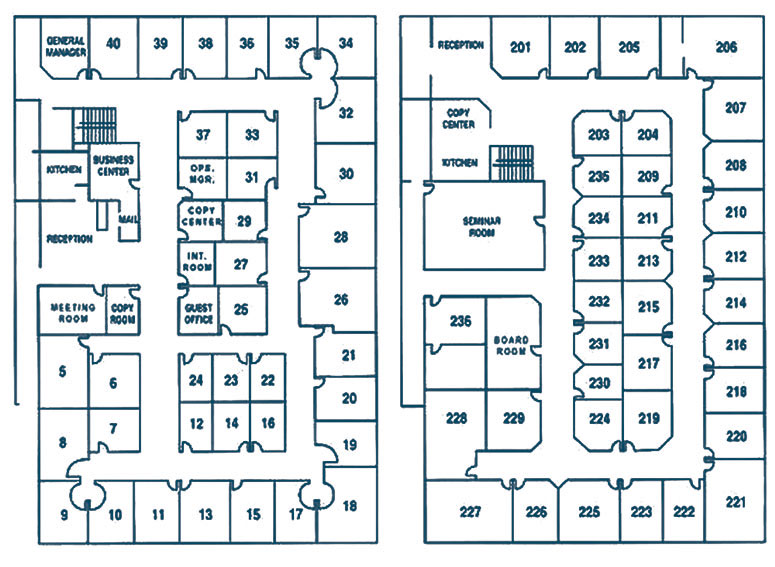 GENERAL
MANAGER
40
39
38
36
35
34
37
33
32
OPS.
MGR.
31
30
KITCHEN
BUSINESS
CENTER
COPY
CENTER
29
MAIL
RECEPTION
28
INT.
ROOM
27
MEETING
ROOM
COPY
ROOM
GUEST
OFFICE
25
26
5
6
24
23
22
21
20
7
12
14
16
8
19
9
10
11
13
15
17
18
RECEPTION
201
202
205
206
207
COPY
CENTER
203
204
KITCHEN
208
235
209
SEMINAR
ROOM
234
211
210
233
213
212
232
215
214
236
BOARD
ROOM
231
216
217
230
218
228
229
224
219
220
227
226
225
223
222
221